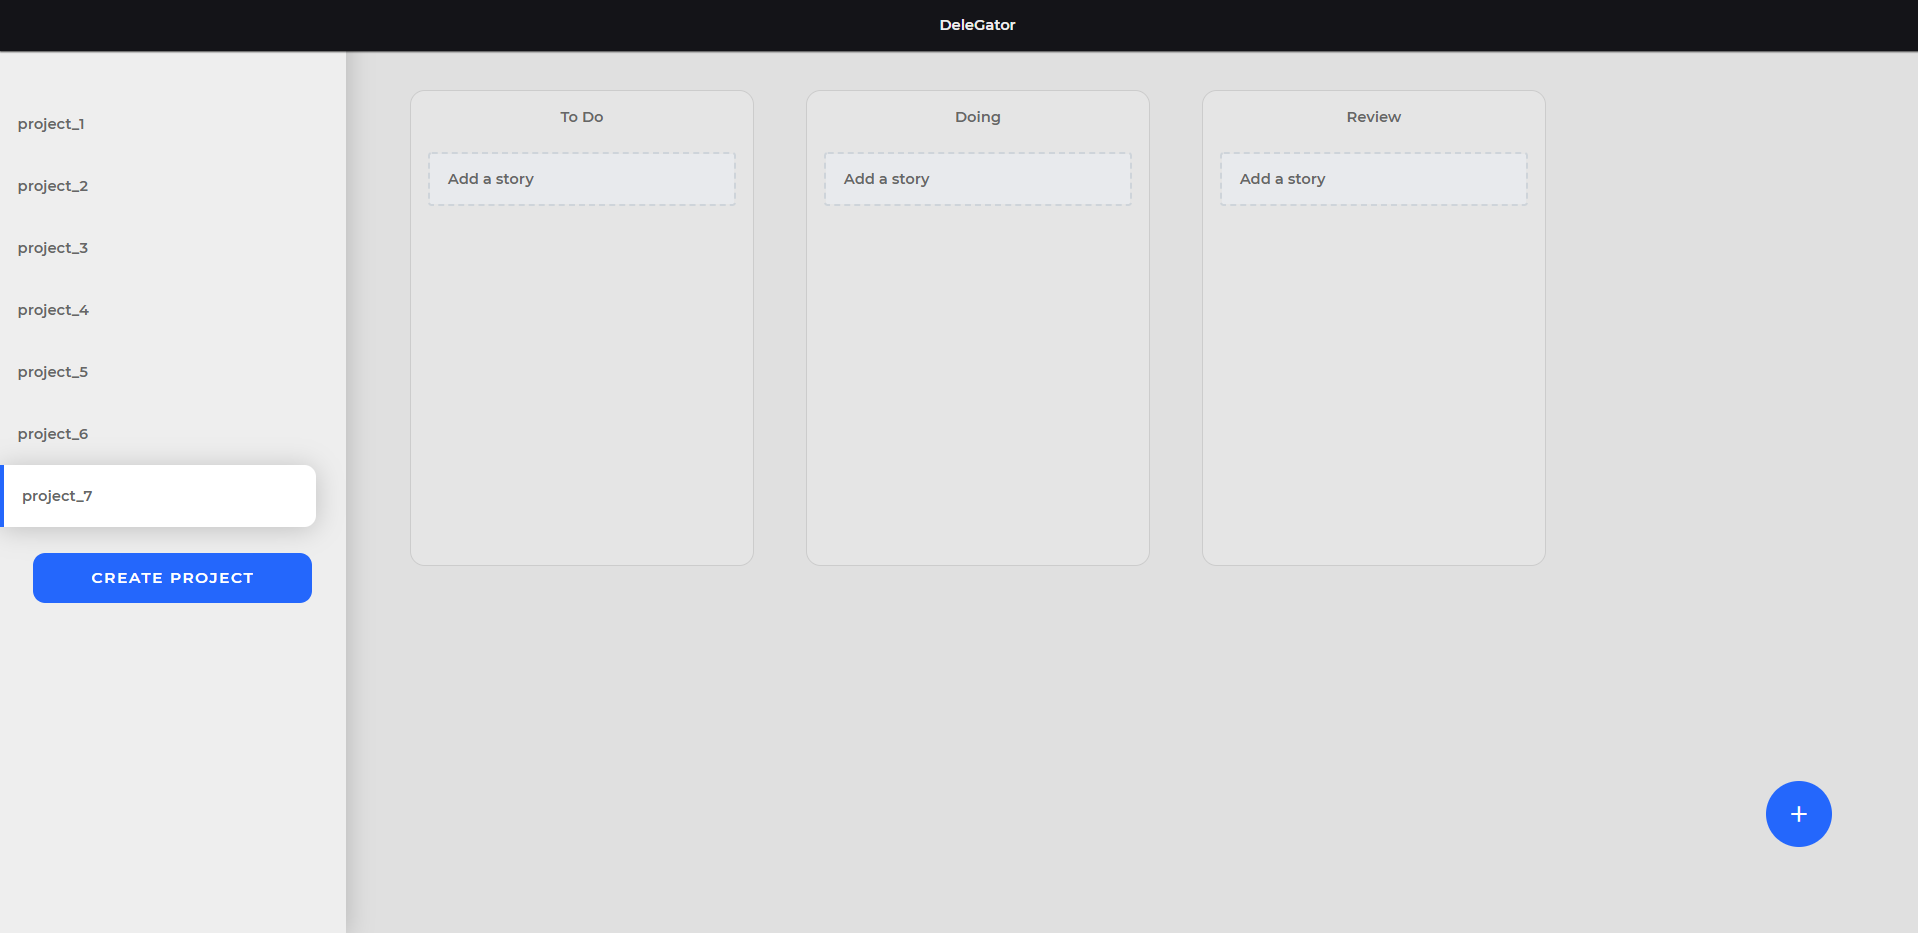 DeleGator
project_1
project_2
project_3
project_4
project_5
project_6
project_7
CREATE PROJECT
To Do
Add a story
Doing
Add a story
Review
Add a story
+